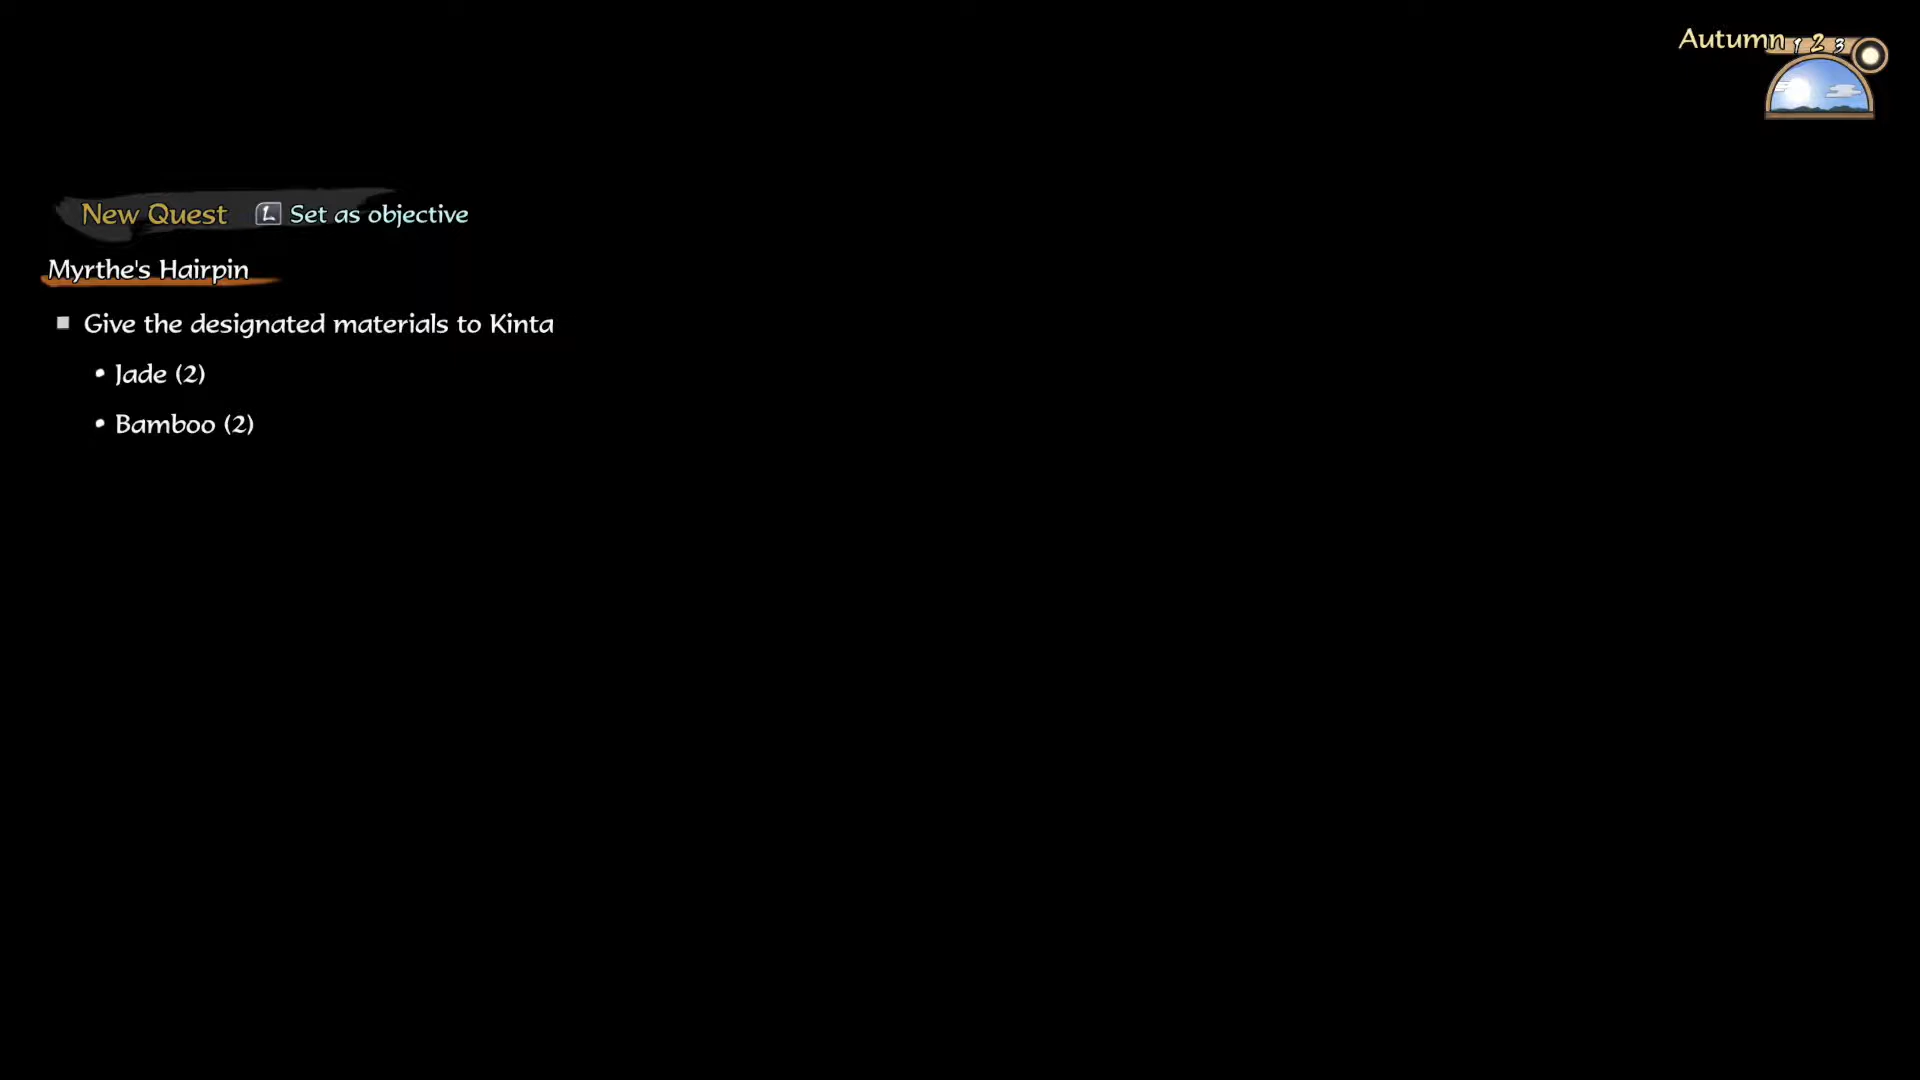 Autumn 1 2 3
New Quest L Set as objective
Myrthe's Hairpin
Give the designated materials to Kinta
• Jade (2)
• Bamboo (2)